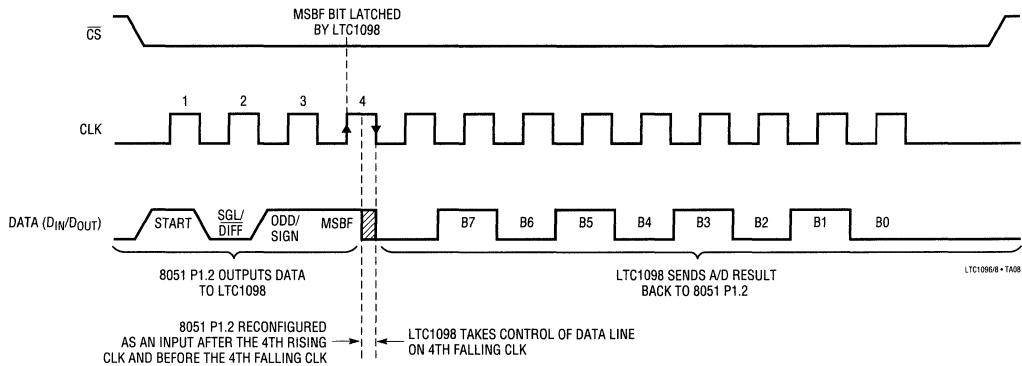 MSBF BIT LATCHED
BY LTC1098
CS
1 2 3 4
CLK
DATA (DIN/DOUT)
START
SGL/
DIFF
ODD/
SIGN
MSBF
B7 B6 B5 B4 B3 B2 B1 B0
8051 P1.2 OUTPUTS DATA
TO LTC1098
LTC1098 SENDS A/D RESULT
BACK TO 8051 P1.2
LTC1096/8 • TA08
8051 P1.2 RECONFIGURED
AS AN INPUT AFTER THE 4TH RISING
CLK AND BEFORE THE 4TH FALLING CLK
LTC1098 TAKES CONTROL OF DATA LINE
ON 4TH FALLING CLK